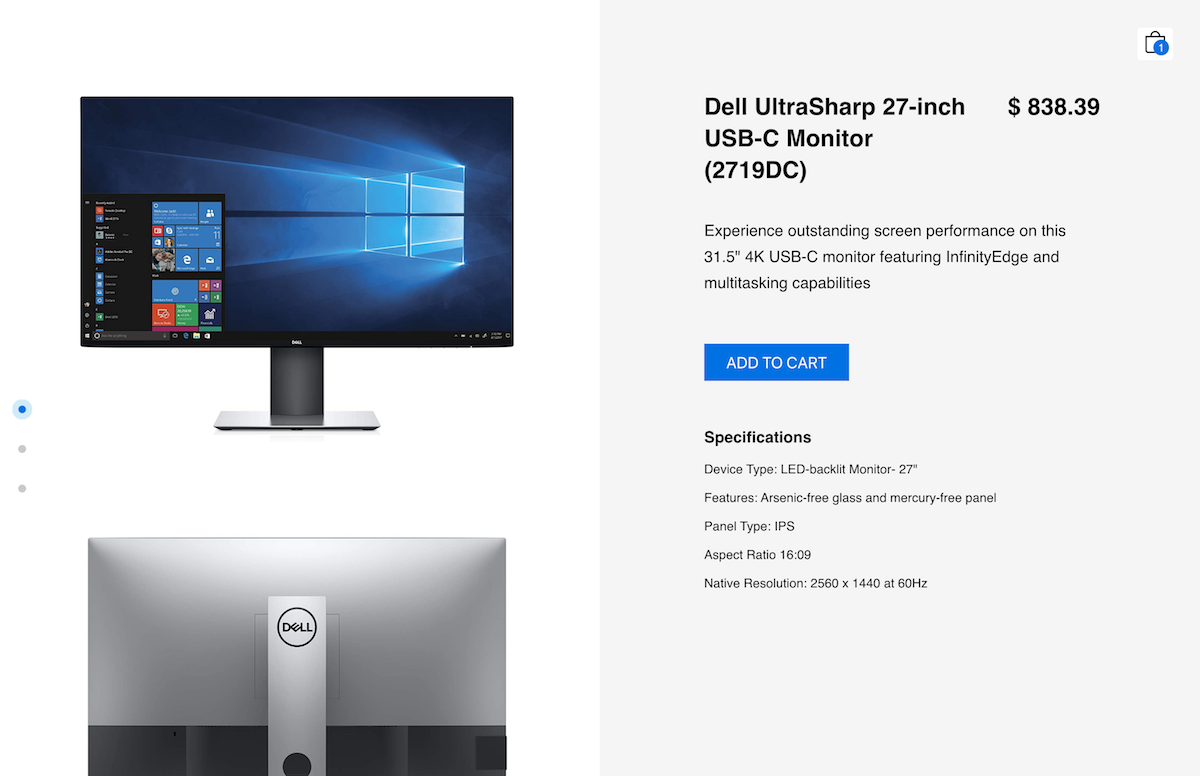 1
Dell UltraSharp 27-inch $ 838.39
USB-C Monitor
(2719DC)
Experience outstanding screen performance on this
31.5" 4K USB-C monitor featuring InfinityEdge and
multitasking capabilities
ADD TO CART
Specifications
Device Type: LED-backlit Monitor- 27"
Features: Arsenic-free glass and mercury-free panel
Panel Type: IPS
Aspect Ratio 16:09
Native Resolution: 2560 x 1440 at 60Hz
DELL
DELL